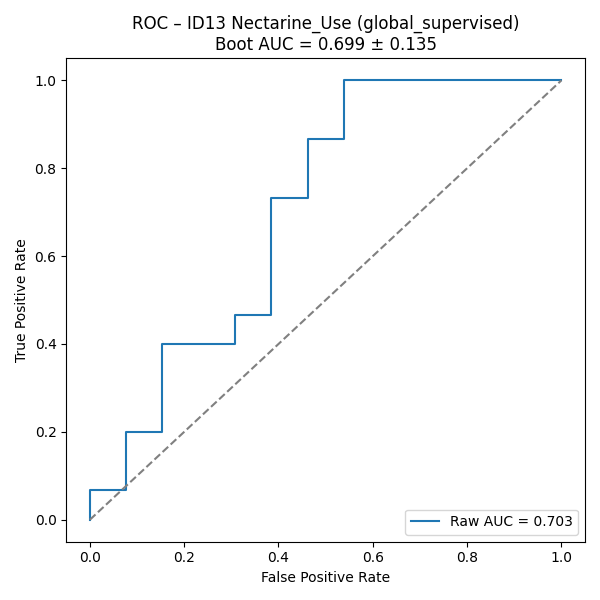 ROC – ID13 Nectarine_Use (global_supervised)
Boot AUC = 0.699 ± 0.135
1.0
0.8
0.6
0.4
0.2
0.0
True Positive Rate
Raw AUC = 0.703
0.0 0.2 0.4 0.6 0.8 1.0
False Positive Rate